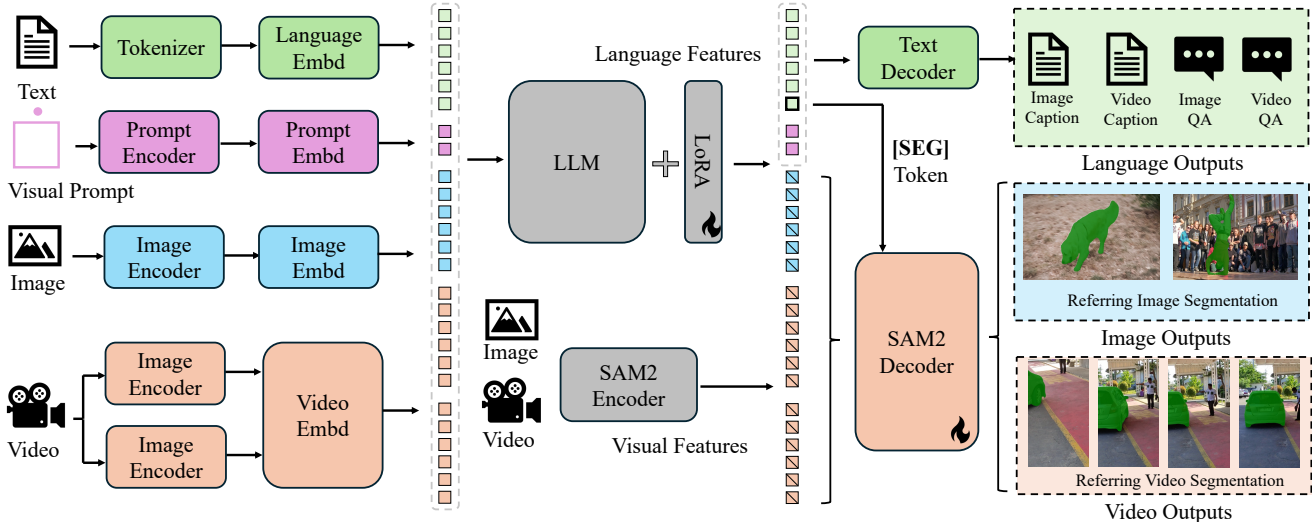 Text
Tokenizer
Language
Embd
Visual Prompt
Prompt
Encoder
Prompt
Embd
Image
Image
Encoder
Image
Embd
Video
Image
Encoder
Image
Encoder
Video
Embd
LLM
LoRA
Language Features
Image
Video
SAM2
Encoder
Visual Features
[SEG]
Token
Text
Decoder
SAM2
Decoder
Image
Caption
Video
Caption
Image
QA
Video
QA
Language Outputs
Referring Image Segmentation
Image Outputs
Referring Video Segmentation
Video Outputs